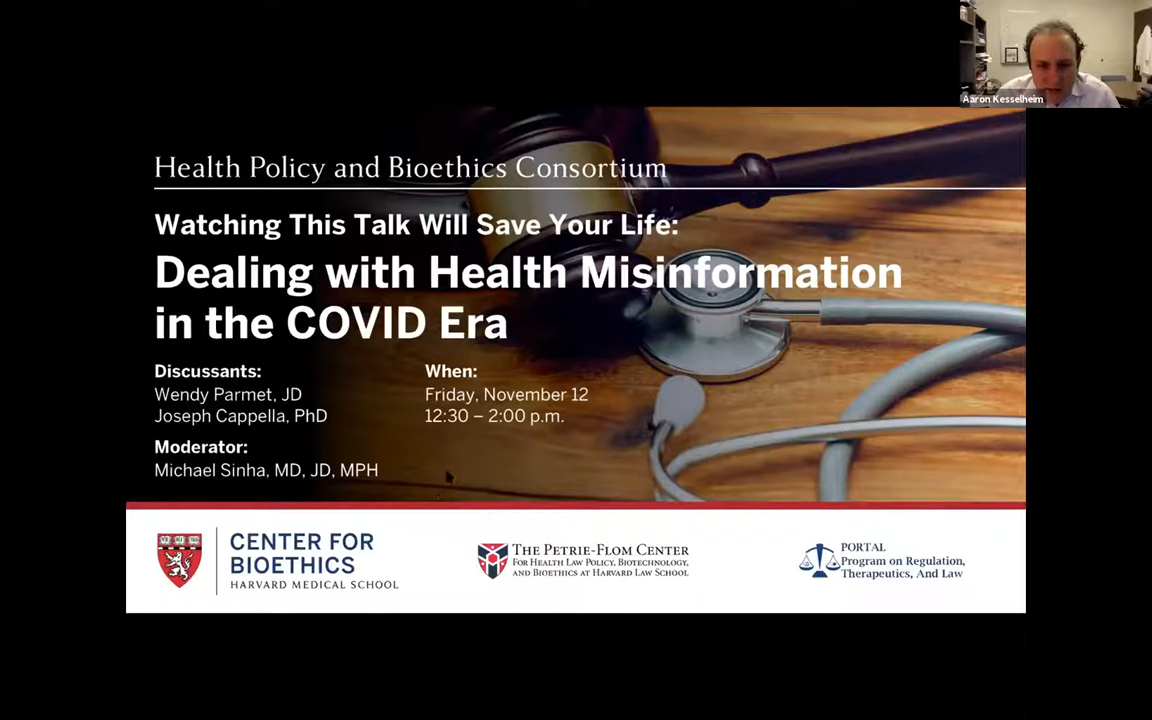 Aaron Kesselheim
Health Policy and Bioethics Consortium
Watching This Talk Will Save Your Life:
Dealing with Health Misinformation
in the COVID Era
Discussants:
Wendy Parmet, JD
Joseph Cappella, PhD
When:
Friday, November 12
12:30 – 2:00 p.m.
Moderator:
Michael Sinha, MD, JD, MPH
CENTER FOR
BIOETHICS
HARVARD MEDICAL SCHOOL
THE PETRIE-FLOM CENTER
FOR HEALTH LAW POLICY, BIOTECHNOLOGY,
AND BIOETHICS AT HARVARD LAW SCHOOL
PORTAL
Program on Regulation,
Therapeutics, And Law